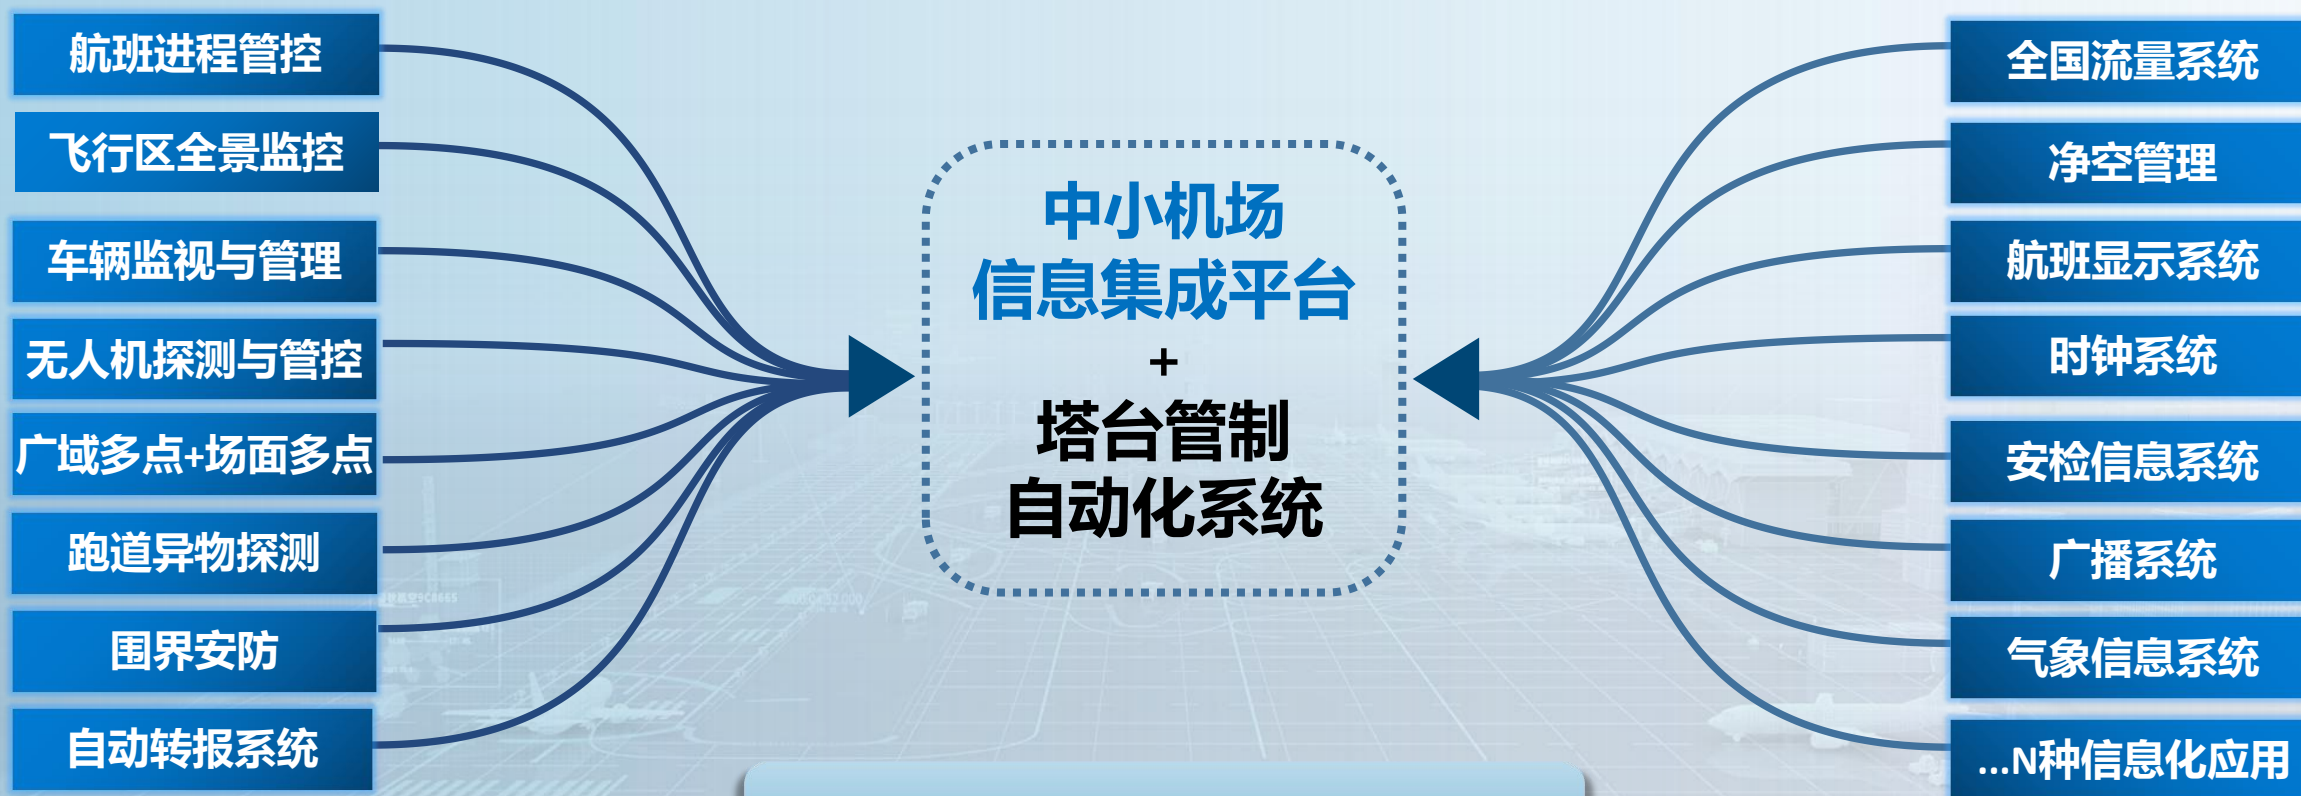 航班进程管控
飞行区全景监控
车辆监视与管理
无人机探测与管控
广域多点+场面多点
跑道异物探测
围界安防
自动转报系统
中小机场
信息集成平台
+
塔台管制
自动化系统
全国流量系统
净空管理
航班显示系统
时钟系统
安检信息系统
广播系统
气象信息系统
...N种信息化应用